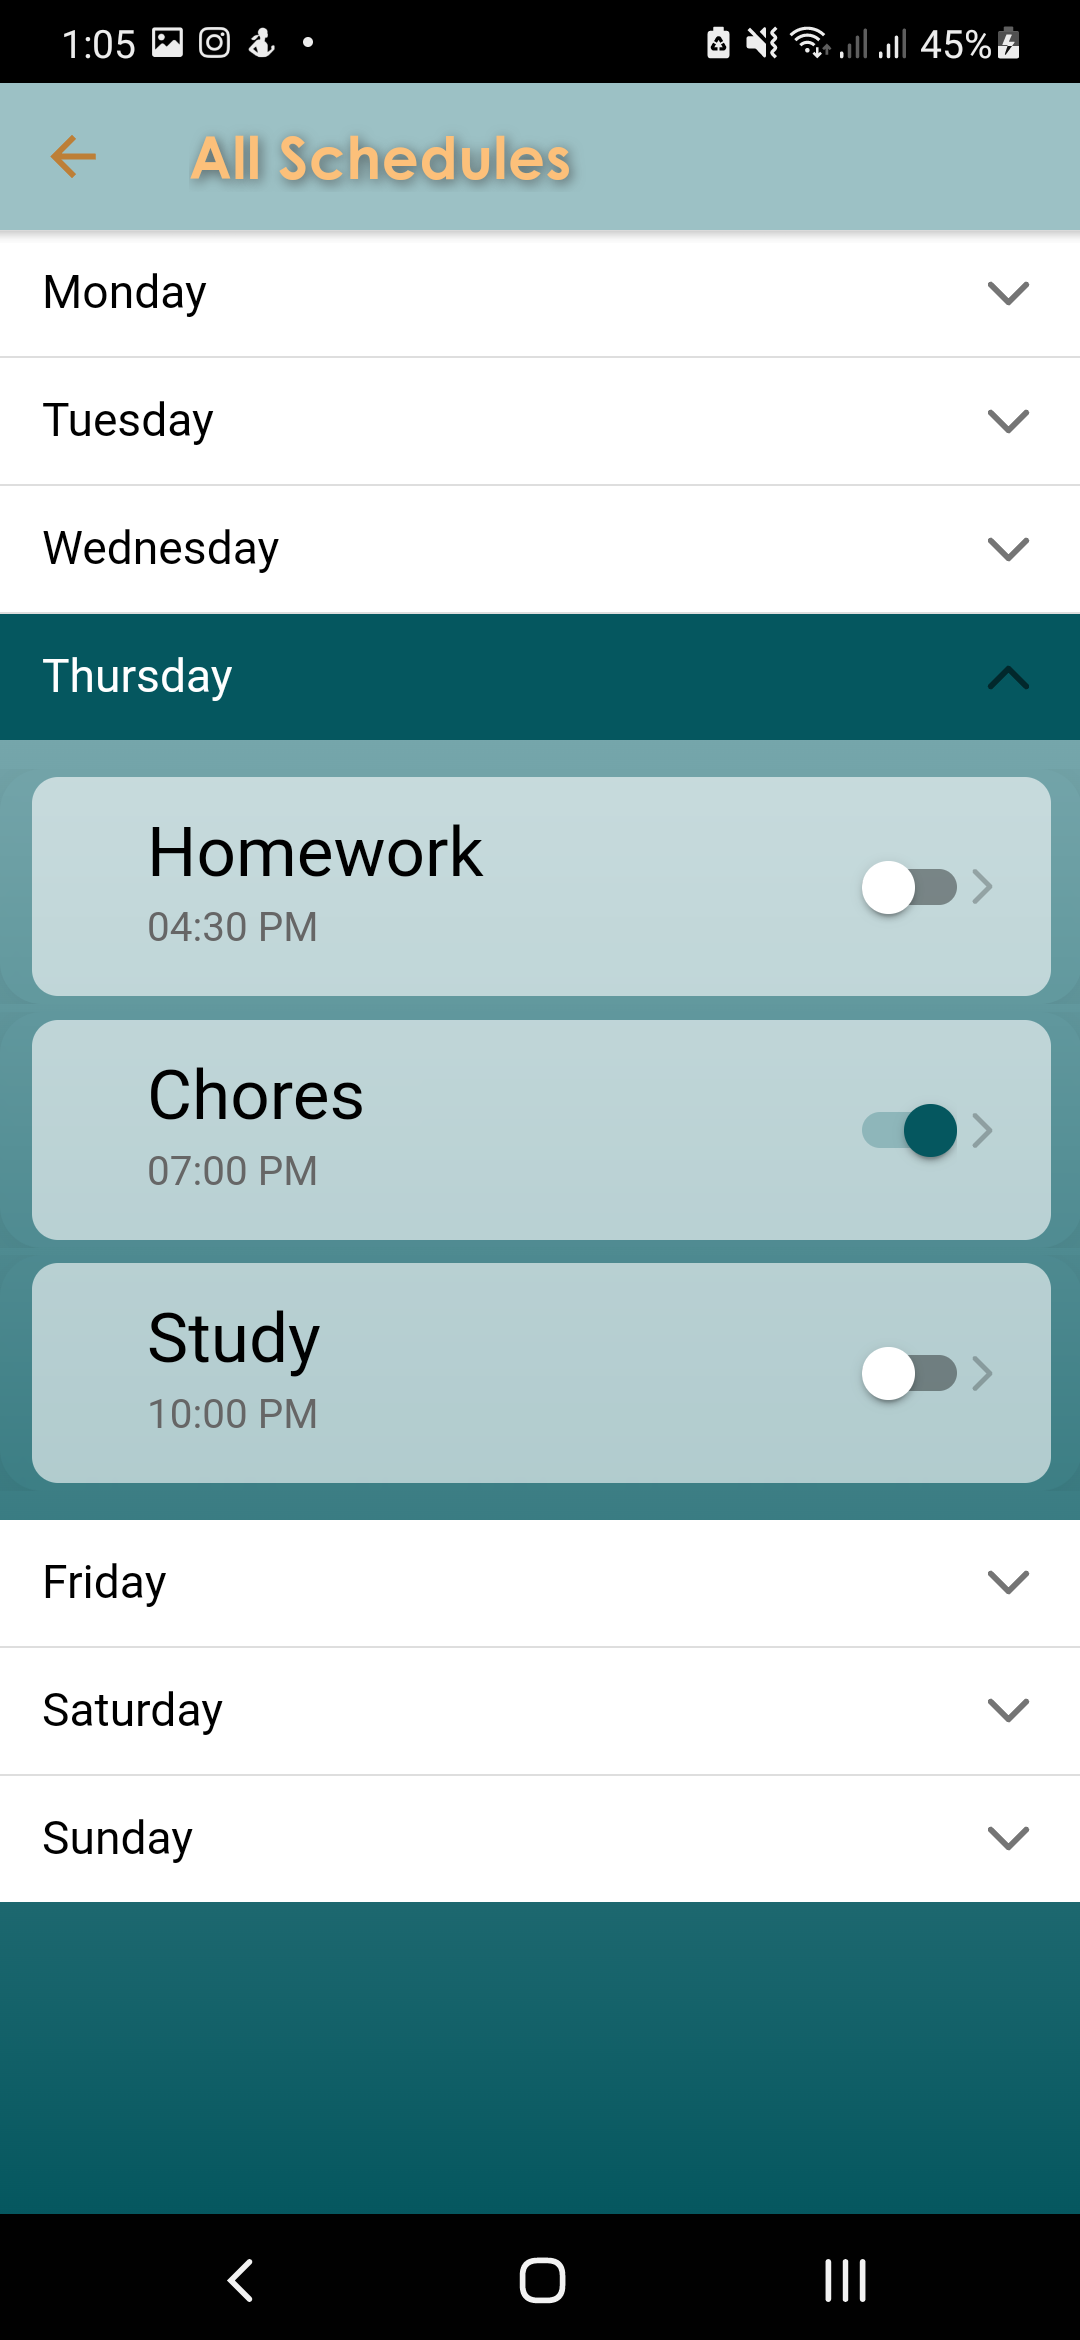 1:05 45%
All Schedules
Monday
Tuesday
Wednesday
Thursday
Homework
04:30 PM
Chores
07:00 PM
Study
10:00 PM
Friday
Saturday
Sunday